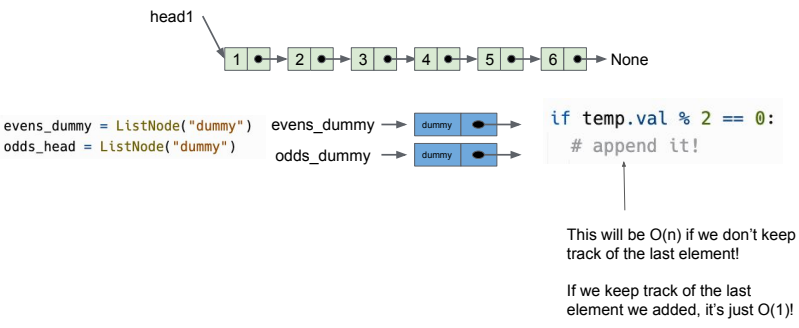 head1
1 2 3 4 5 6 None
evens_dummy = ListNode("dummy")
odds_head = ListNode("dummy")
evens_dummy dummy
odds_dummy dummy
if temp.val % 2 == 0:
# append it!
This will be O(n) if we don't keep
track of the last element!
If we keep track of the last
element we added, it's just O(1)!